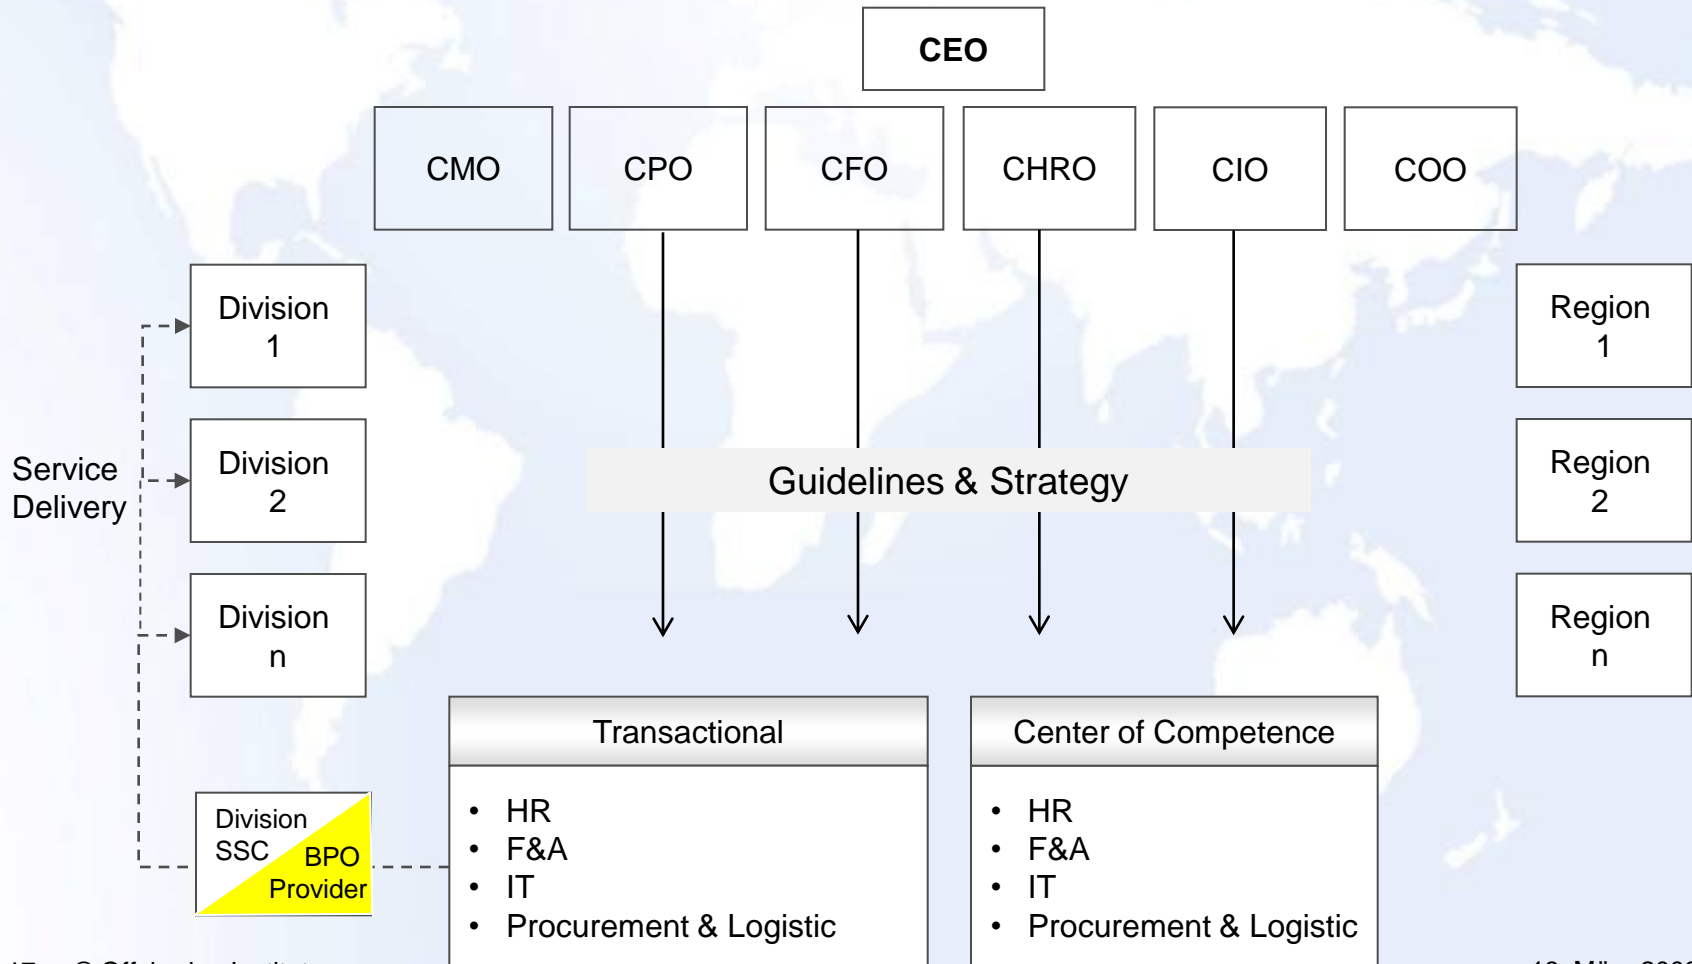 CEO
CMO
CPO
CFO
CHRO
CIO
COO
Division
1
Region
1
Service
Delivery
Division
2
Guidelines & Strategy
Region
2
Division
n
Region
n
Transactional
Center of Competence
Division
SSC
BPO
Provider
• HR
• F&A
• IT
• Procurement & Logistic
• HR
• F&A
• IT
• Procurement & Logistic